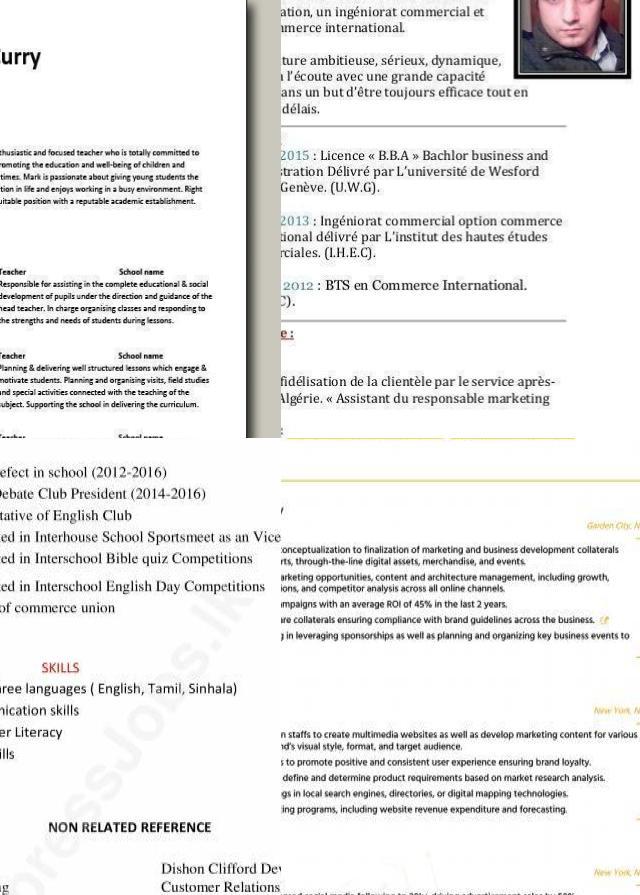 urry
thusiastic and focused teacher who is totally committed to
romoting the education and well-being of children and
times. Mark is passionate about giving young students the
tion in life and enjoys working in a busy environment. Right
uitable position with a reputable academic establishment.
Teacher School name
Responsible for assisting in the complete educational & social
development of pupils under the direction and guidance of the
head teacher. In charge organising classes and responding to
the strengths and needs of students during lessons.
Teacher School name
Planning & delivering well structured lessons which engage &
motivate students. Planning and organising visits, field studies
and special activities connected with the teaching of the
subject. Supporting the school in delivering the curriculum.
Teacher School name
ation, un ingéniorat commercial et
mmerce international.
ture ambitieuse, sérieux, dynamique,
l'écoute avec une grande capacité
ans un but d'être toujours efficace tout en
délais.
2015 : Licence « B.B.A » Bachlor business and
stration Délivré par L'université de Wesford
Genève. (U.W.G).
2013 : Ingéniorat commercial option commerce
tional délivré par L'institut des hautes études
rciales. (I.H.E.C).
2012 : BTS en Commerce International.
C).
e :
fidélisation de la clientèle par le service après-
Algérie. « Assistant du responsable marketing
:
efect in school (2012-2016)
Debate Club President (2014-2016)
tative of English Club
ed in Interhouse School Sportsmeet as an Vice
ed in Interschool Bible quiz Competitions
ed in Interschool English Day Competitions
of commerce union
SKILLS
hree languages ( English, Tamil, Sinhala)
nication skills
er Literacy
ills
NON RELATED REFERENCE
Dishon Clifford Dev
Customer Relations
ng
pressJobs.lk
Garden City, N
conceptualization to finalization of marketing and business development collaterals
rts, through-the-line digital assets, merchandise, and events.
arketing opportunities, content and architecture management, including growth,
ions, and competitor analysis across all online channels.
mpaigns with an average ROI of 45% in the last 2 years.
are collaterals ensuring compliance with brand guidelines across the business.
g in leveraging sponsorships as well as planning and organizing key business events to
New York, N
n staffs to create multimedia websites as well as develop marketing content for various
nd's visual style, format, and target audience.
s to promote positive and consistent user experience ensuring brand loyalty.
define and determine product requirements based on market research analysis.
gs in local search engines, directories, or digital mapping technologies.
ing programs, including website revenue expenditure and forecasting.
New York, N